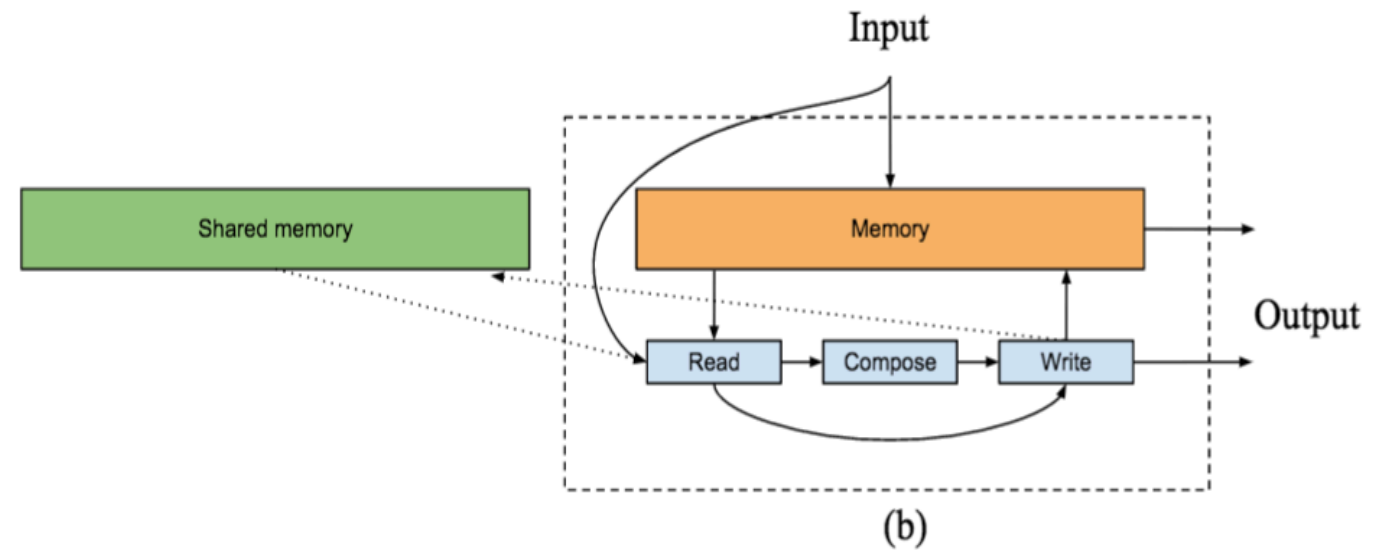 Input
Shared memory
Memory
Output
Read
Compose
Write
(b)